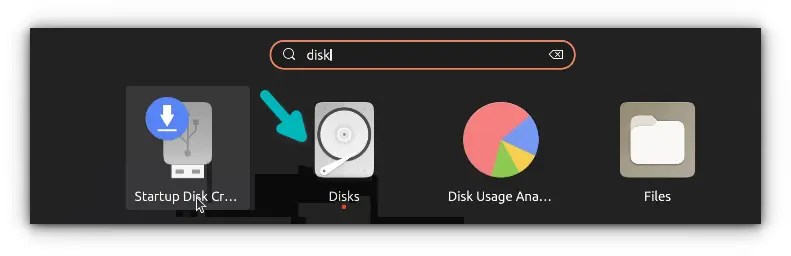 disk
Startup Disk Cr...
Disks
Disk Usage Ana...
Files